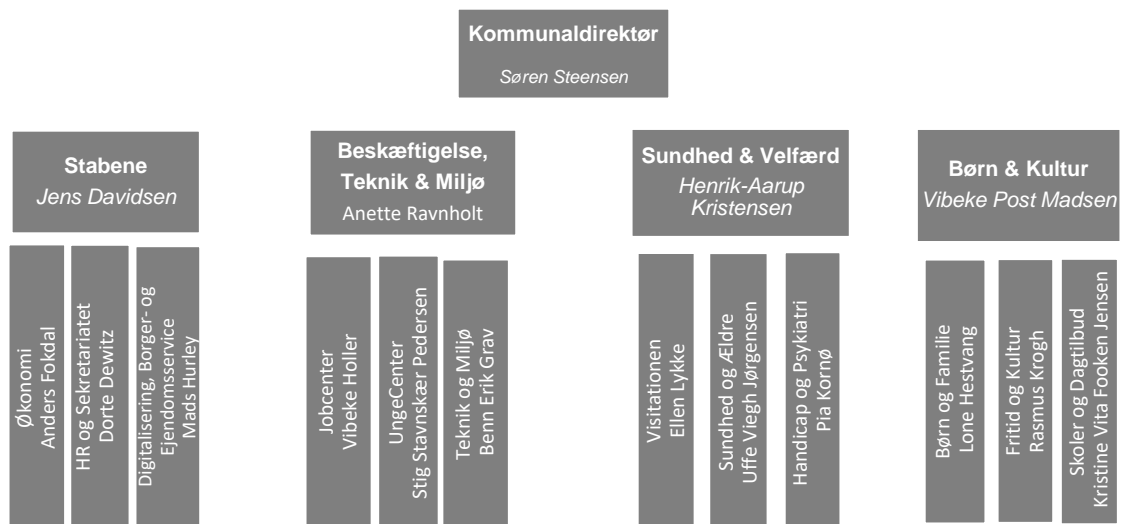 Kommunaldirektør
Søren Steensen
Stabene
Jens Davidsen
Beskæftigelse,
Teknik & Miljø
Anette Ravnholt
Sundhed & Velfærd
Henrik-Aarup
Kristensen
Børn & Kultur
Vibeke Post Madsen
Økonomi
Anders Fokdal
HR og Sekretariatet
Dorte Dewitz
Digitalisering, Borger- og
Ejendomsservice
Mads Hurley
Jobcenter
Vibeke Holler
UngeCenter
Stig Stavnskær Pedersen
Teknik og Miljø
Benn Erik Grav
Visitationen
Ellen Lykke
Sundhed og Ældre
Uffe Viegh Jørgensen
Handicap og Psykiatri
Pia Kornø
Børn og Familie
Lone Hestvang
Fritid og Kultur
Rasmus Krogh
Skoler og Dagtilbud
Kristine Vita Fooken Jensen